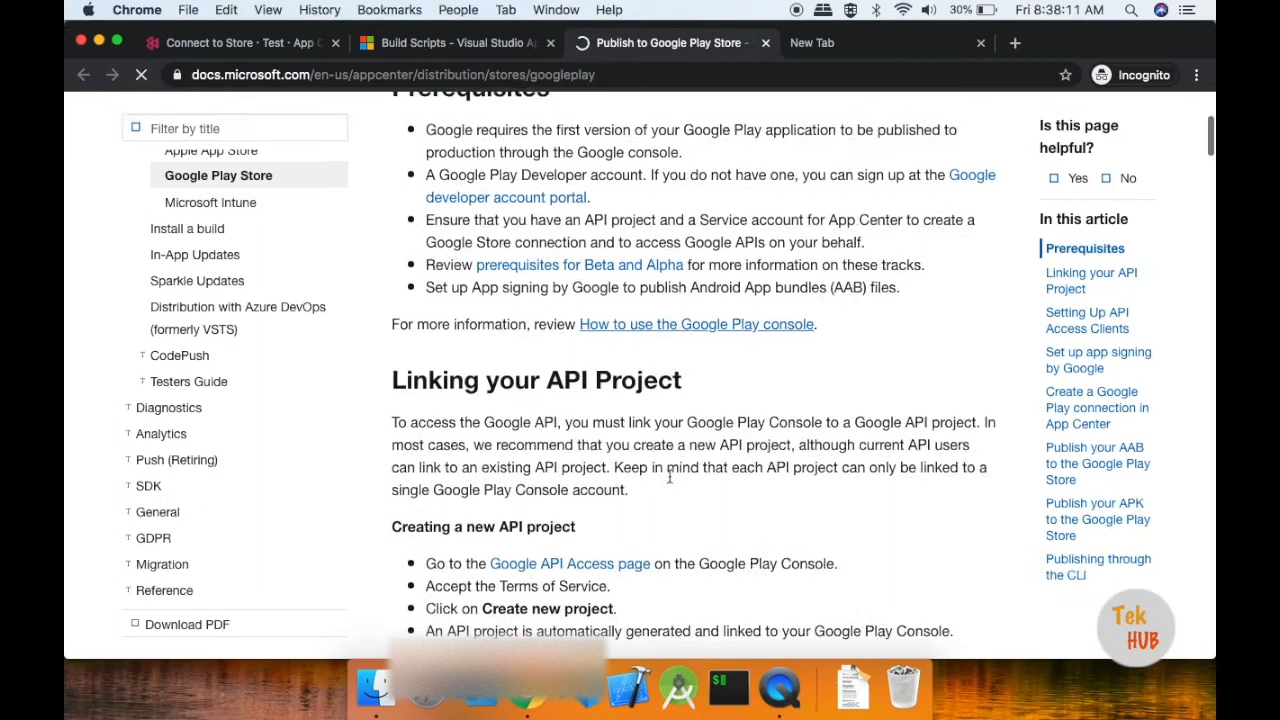 Chrome File Edit View History Bookmarks People Tab Window Help 30% Fri 8:38:11 AM
Connect to Store · Test · App C
Build Scripts – Visual Studio Ap
Publish to Google Play Store -
New Tab
docs.microsoft.com/en-us/appcenter/distribution/stores/googleplay
Incognito
Filter by title
Apple App Store
Google Play Store
Microsoft Intune
Install a build
In-App Updates
Sparkle Updates
Distribution with Azure DevOps
(formerly VSTS)
CodePush
Testers Guide
Diagnostics
Analytics
Push (Retiring)
SDK
General
GDPR
Migration
Reference
Download PDF
Prerequisites
Google requires the first version of your Google Play application to be published to
production through the Google console.
A Google Play Developer account. If you do not have one, you can sign up at the Google
developer account portal.
Ensure that you have an API project and a Service account for App Center to create a
Google Store connection and to access Google APIs on your behalf.
Review prerequisites for Beta and Alpha for more information on these tracks.
Set up App signing by Google to publish Android App bundles (AAB) files.
For more information, review How to use the Google Play console.
Linking your API Project
To access the Google API, you must link your Google Play Console to a Google API project. In
most cases, we recommend that you create a new API project, although current API users
can link to an existing API project. Keep in mind that each API project can only be linked to a
single Google Play Console account.
Creating a new API project
Go to the Google API Access page on the Google Play Console.
Accept the Terms of Service.
Click on Create new project.
An API project is automatically generated and linked to your Google Play Console.
Is this page
helpful?
Yes No
In this article
Prerequisites
Linking your API
Project
Setting Up API
Access Clients
Set up app signing
by Google
Create a Google
Play connection in
App Center
Publish your AAB
to the Google Play
Store
Publish your APK
to the Google Play
Store
Publishing through
the CLI
Tek
HUB